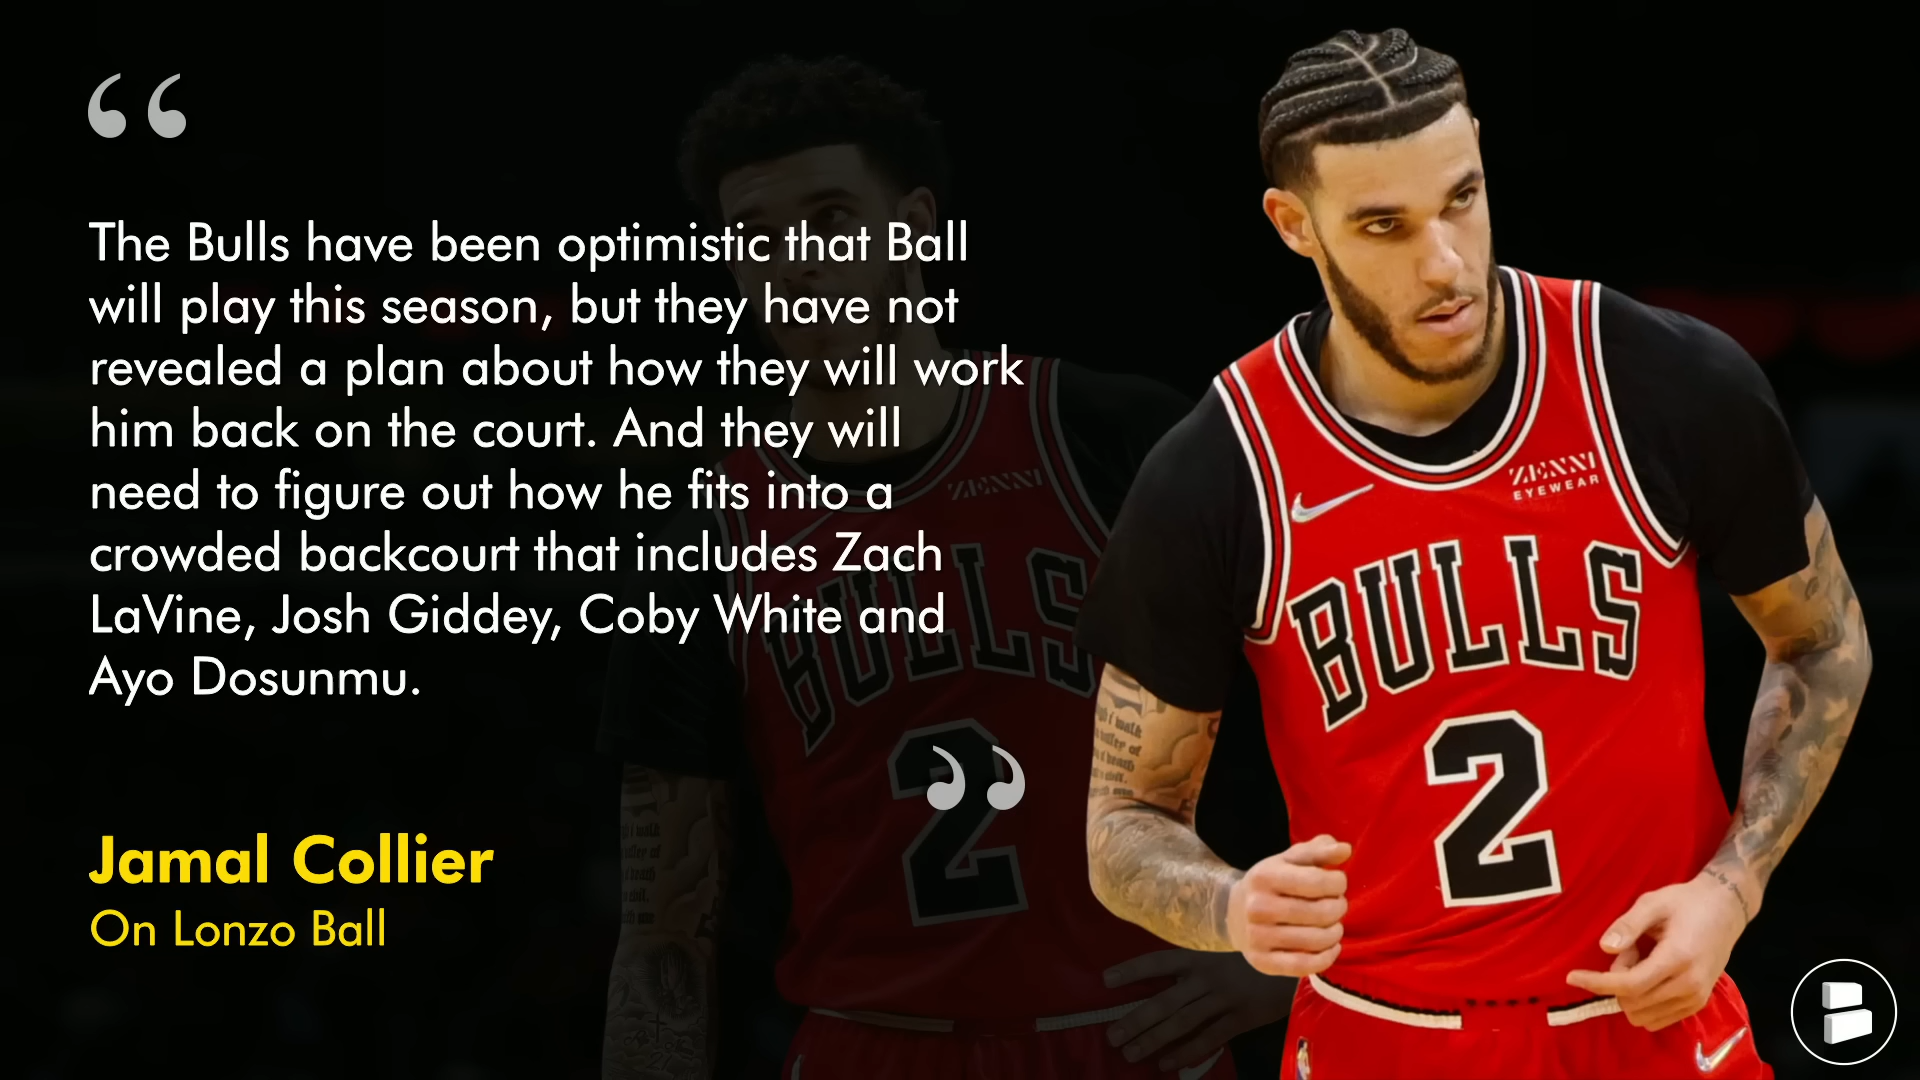 “
The Bulls have been optimistic that Ball
will play this season, but they have not
revealed a plan about how they will work
him back on the court. And they will
need to figure out how he fits into a
crowded backcourt that includes Zach
LaVine, Josh Giddey, Coby White and
Ayo Dosunmu.
”
Jamal Collier
On Lonzo Ball
ZENNI
EYEWEAR
BULLS
2
ZENNI
BULLS
2